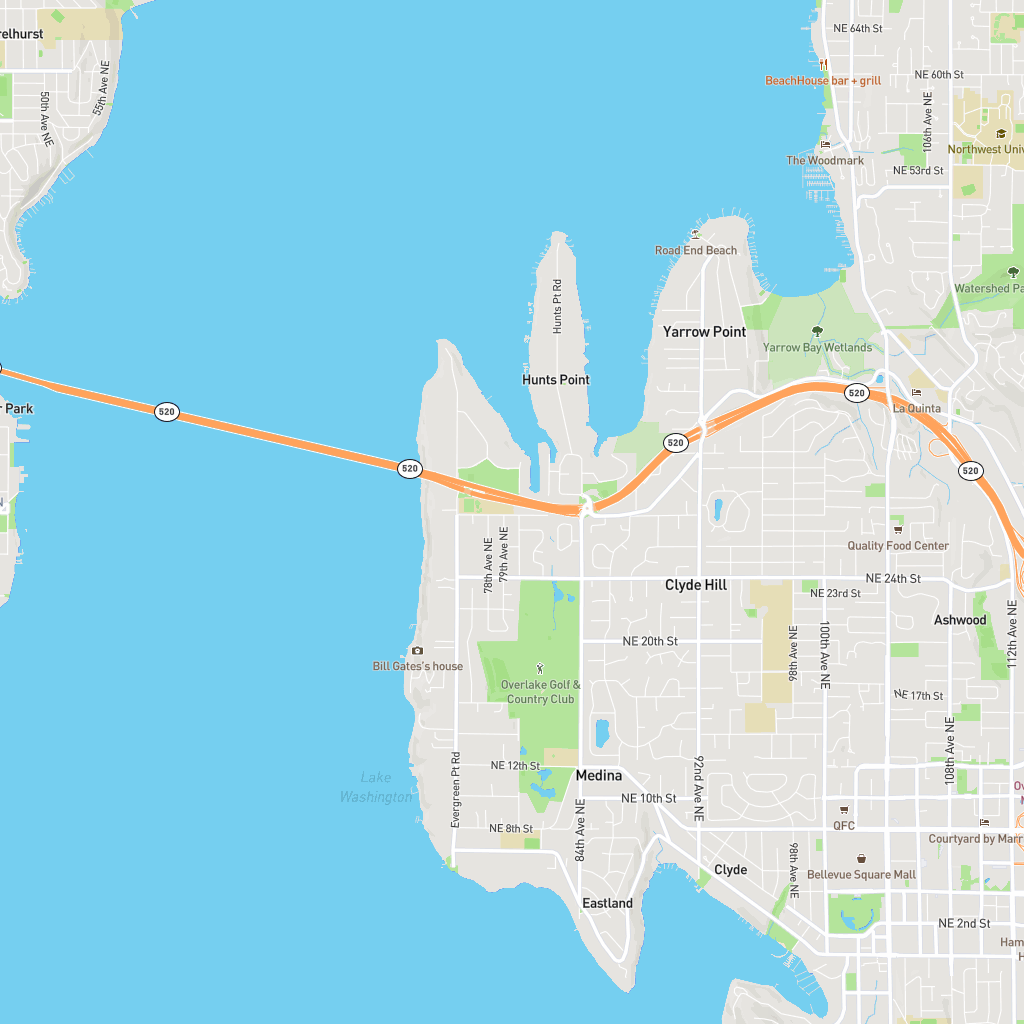 relhurst
NE 64th St
NE 60th St
55th Ave NE
50th Ave NE
BeachHouse bar + grill
106th Ave NE
Northwest Univ
The Woodmark
NE 53rd St
Road End Beach
Hunts Pt Rd
Watershed Pa
Yarrow Point
Yarrow Bay Wetlands
Hunts Point
520
520
520
520
520
La Quinta
r Park
78th Ave NE
79th Ave NE
Quality Food Center
NE 24th St
Clyde Hill
NE 23rd St
Ashwood
112th Ave NE
NE 20th St
98th Ave NE
100th Ave NE
Bill Gates's house
Overlake Golf &
Country Club
NE 17th St
108th Ave NE
Evergreen Pt Rd
NE 12th St
Medina
92nd Ave NE
Lake
Washington
NE 10th St
NE 8th St
84th Ave NE
QFC
Courtyard by Marr
98th Ave NE
Clyde
Bellevue Square Mall
Eastland
NE 2nd St
Ham
H